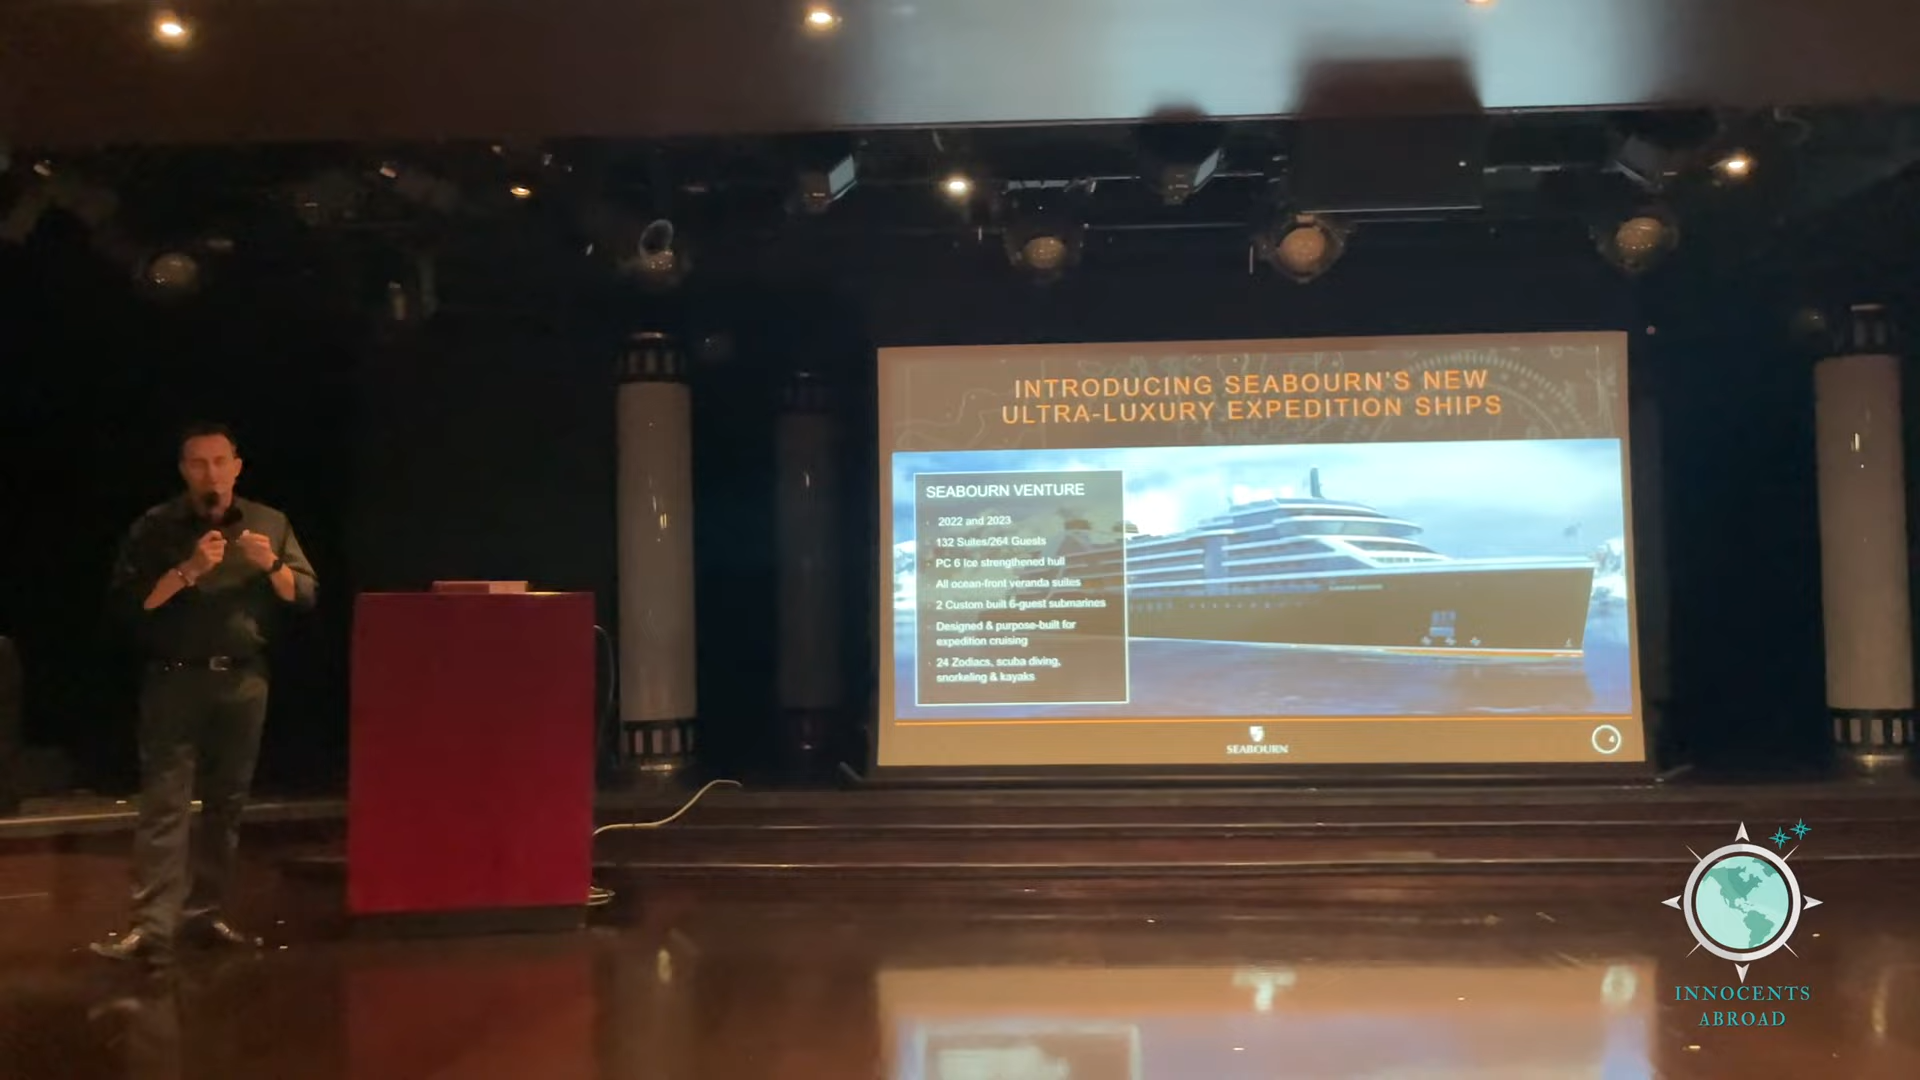 INTRODUCING SEABOURN'S NEW
ULTRA-LUXURY EXPEDITION SHIPS
SEABOURN VENTURE
2022 and 2023
132 Suites/264 Guests
PC 6 Ice strengthened hull
All ocean-front veranda suites
2 Custom built 6-guest submarines
Designed & purpose-built for
expedition cruising
24 Zodiacs, scuba diving,
snorkeling & kayaks
SEABOURN
4
INNOCENTS
ABROAD